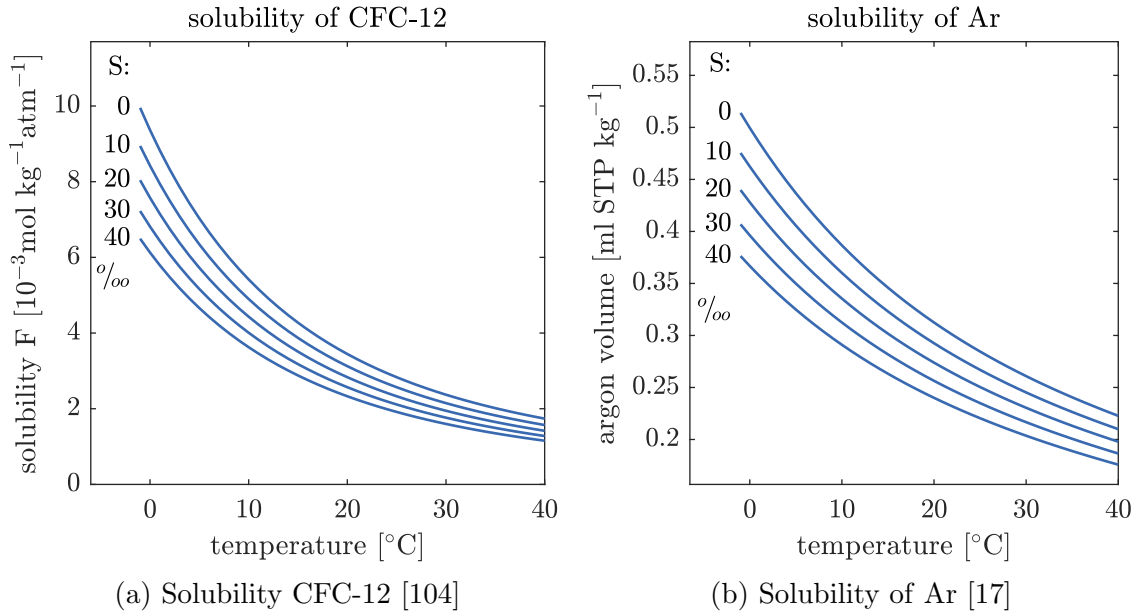 solubility of CFC-12
solubility F [10⁻³mol kg⁻¹atm⁻¹]
10
8
6
4
2
0
S:
0
10
20
30
40
o/oo
0
10
20
30
40
temperature [°C]
(a) Solubility CFC-12 [104]
solubility of Ar
argon volume [ml STP kg⁻¹]
0.55
0.5
0.45
0.4
0.35
0.3
0.25
0.2
S:
0
10
20
30
40
o/oo
0
10
20
30
40
temperature [°C]
(b) Solubility of Ar [17]